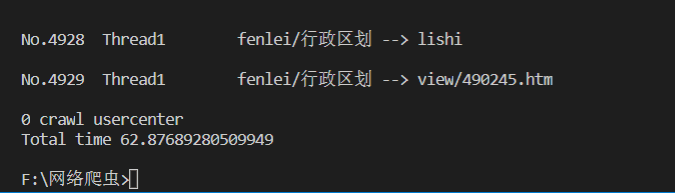 No.4928  Thread1       fenlei/行政区划 --> lishi
No.4929  Thread1       fenlei/行政区划 --> view/490245.htm
0 crawl usercenter
Total time 62.87689280509949
F:\网络爬虫>